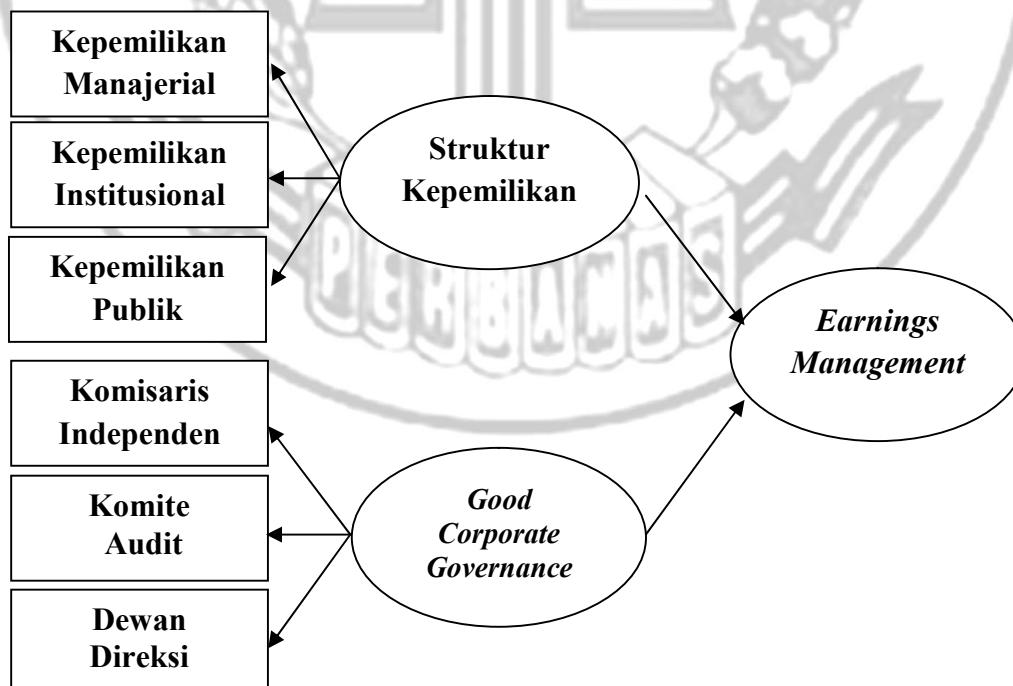 Kepemilikan
Manajerial
Kepemilikan
Institusional
Kepemilikan
Publik
Struktur
Kepemilikan
PERBANAS
Earnings
Management
Komisaris
Independen
Komite
Audit
Dewan
Direksi
Good
Corporate
Governance